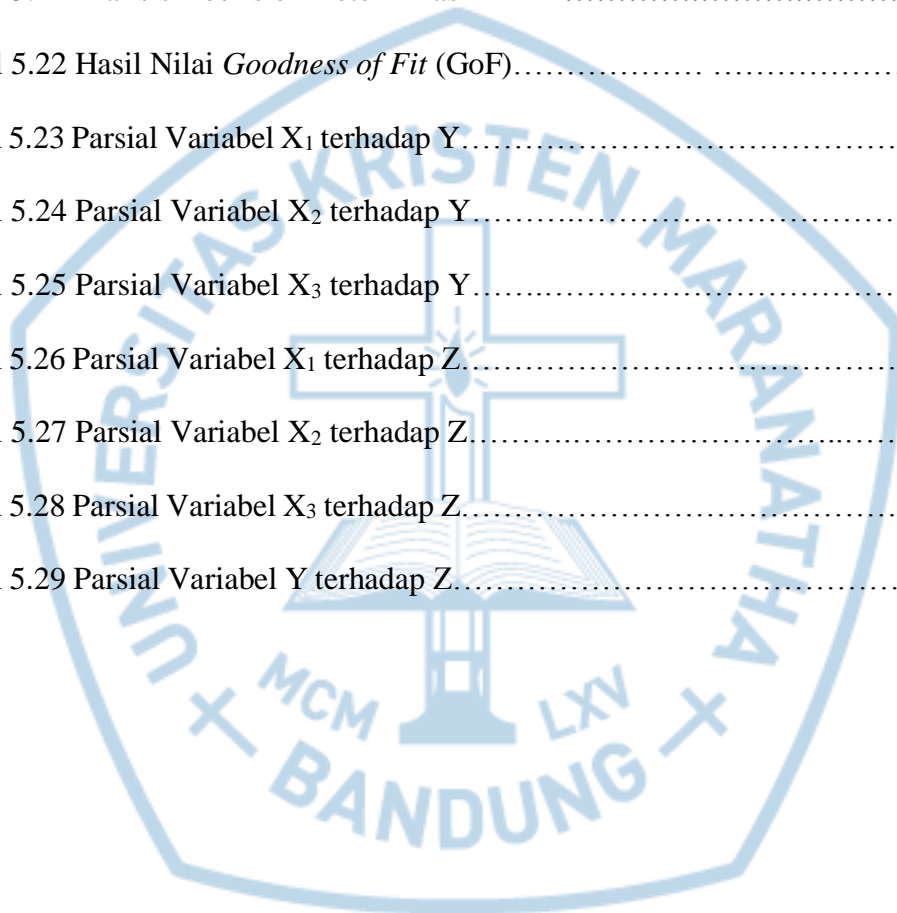 5.22 Hasil Nilai Goodness of Fit (GoF)……………… ………………
5.23 Parsial Variabel X₁ terhadap Y……………………………………
5.24 Parsial Variabel X₂ terhadap Y……………………………………
5.25 Parsial Variabel X₃ terhadap Y……………………………………
5.26 Parsial Variabel X₁ terhadap Z……………………………………
5.27 Parsial Variabel X₂ terhadap Z……………………………………
5.28 Parsial Variabel X₃ terhadap Z……………………………………
5.29 Parsial Variabel Y terhadap Z……………………………………
UNIVERSITAS KRISTEN MARANATHA
MCM LXV
BANDUNG